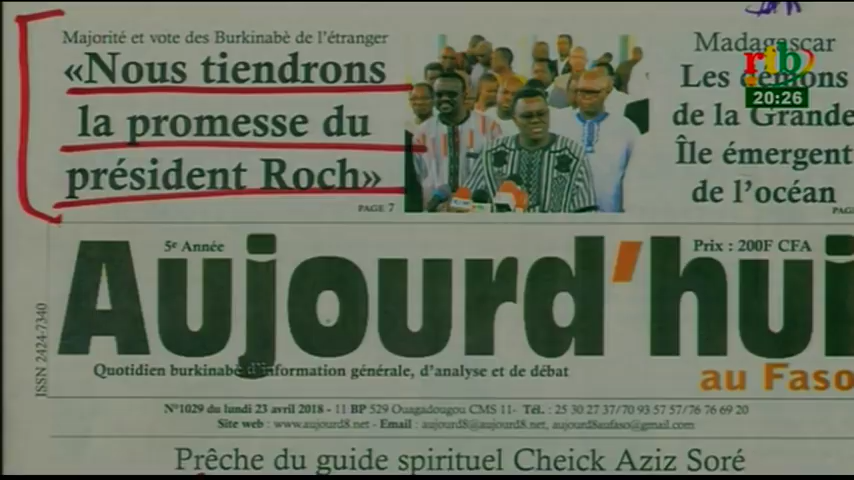 Majorité et vote des Burkinabè de l'étranger
«Nous tiendrons
la promesse du
président Roch»
PAGE 7
Madagascar
Les démons
de la Grande
Île émergent
de l'océan
PAG
rtb
20:26
5e Année
Prix : 200F CFA
Aujourd'hui
au Faso
Quotidien burkinabè d'information générale, d'analyse et de débat
ISSN 2424-7340
N°1029 du lundi 23 avril 2018 - 11 BP 529 Ouagadougou CMS 11- Tél. : 25 30 27 37/70 93 57 57/76 76 69 20
Site web : www.aujourd8.net - Email : aujourd8@aujourd8.net, aujourd8aufaso@gmail.com
Prêche du guide spirituel Cheick Aziz Soré